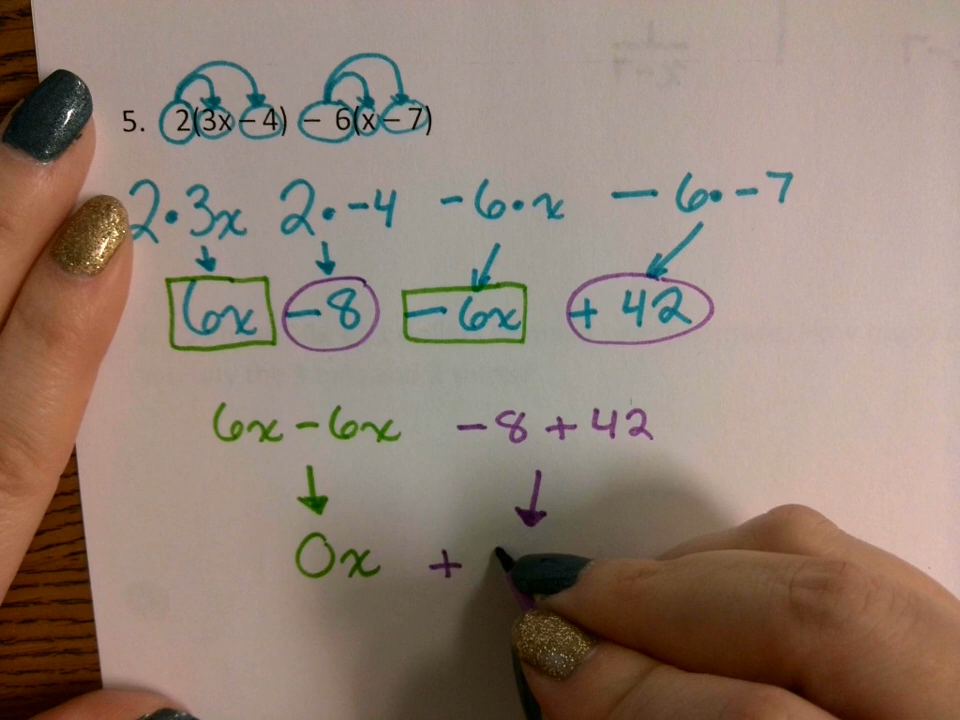 5. 2(3x – 4) – 6(x – 7)
2•3x 2•-4 -6•x -6•-7
6x -8 -6x +42
6x-6x -8+42
0x +